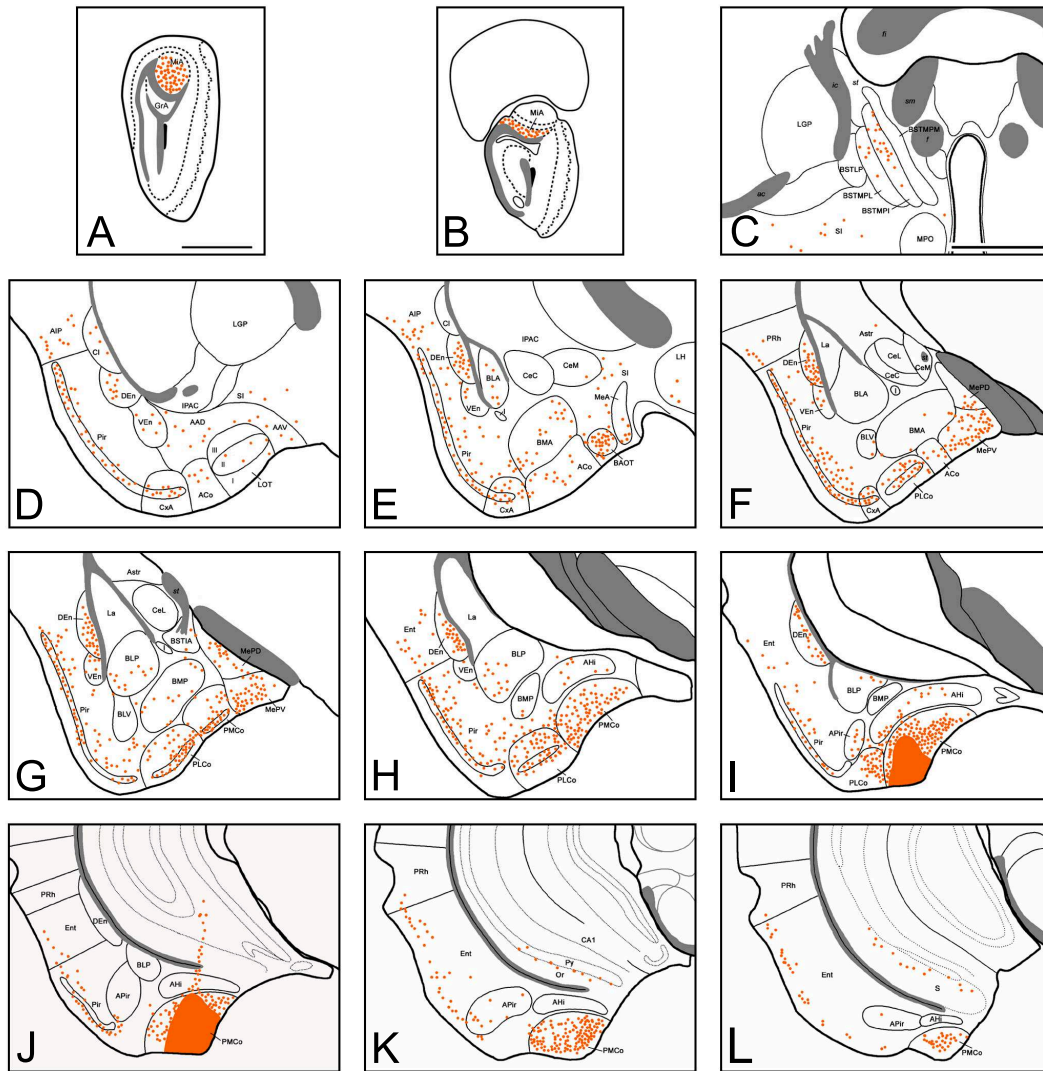 MiA
GrA
A
MiA
B
fi
ic
st
sm
LGP
BSTMPM
f
BSTLP
ac
BSTMPL
BSTMPI
SI
MPO
C
AIP
LGP
CI
DEn
IPAC
SI
VEn
AAD
AAV
Pir
III
II
I
LOT
ACo
CxA
D
AIP
CI
IPAC
DEn
LH
BLA
CeC
CeM
SI
VEn
I
MeA
BMA
Pir
ACo
BAOT
CxA
E
PRh
Astr
La
DEn
CeL
st
CeM
CeC
I
MePD
BLA
VEn
Pir
BLV
BMA
MePV
ACo
PLCo
CxA
F
Astr
st
DEn
La
CeL
I
BSTIA
MePD
BLP
VEn
BMP
MePV
Pir
BLV
PMCo
PLCo
G
Ent
La
DEn
BLP
AHi
VEn
BMP
Pir
PMCo
PLCo
H
DEn
Ent
BLP
BMP
AHi
APir
Pir
PMCo
PLCo
I
PRh
Ent
DEn
BLP
AHi
APir
Pir
PMCo
J
PRh
Ent
CA1
Py
Or
APir
AHi
PMCo
K
PRh
Ent
S
APir
AHi
PMCo
L